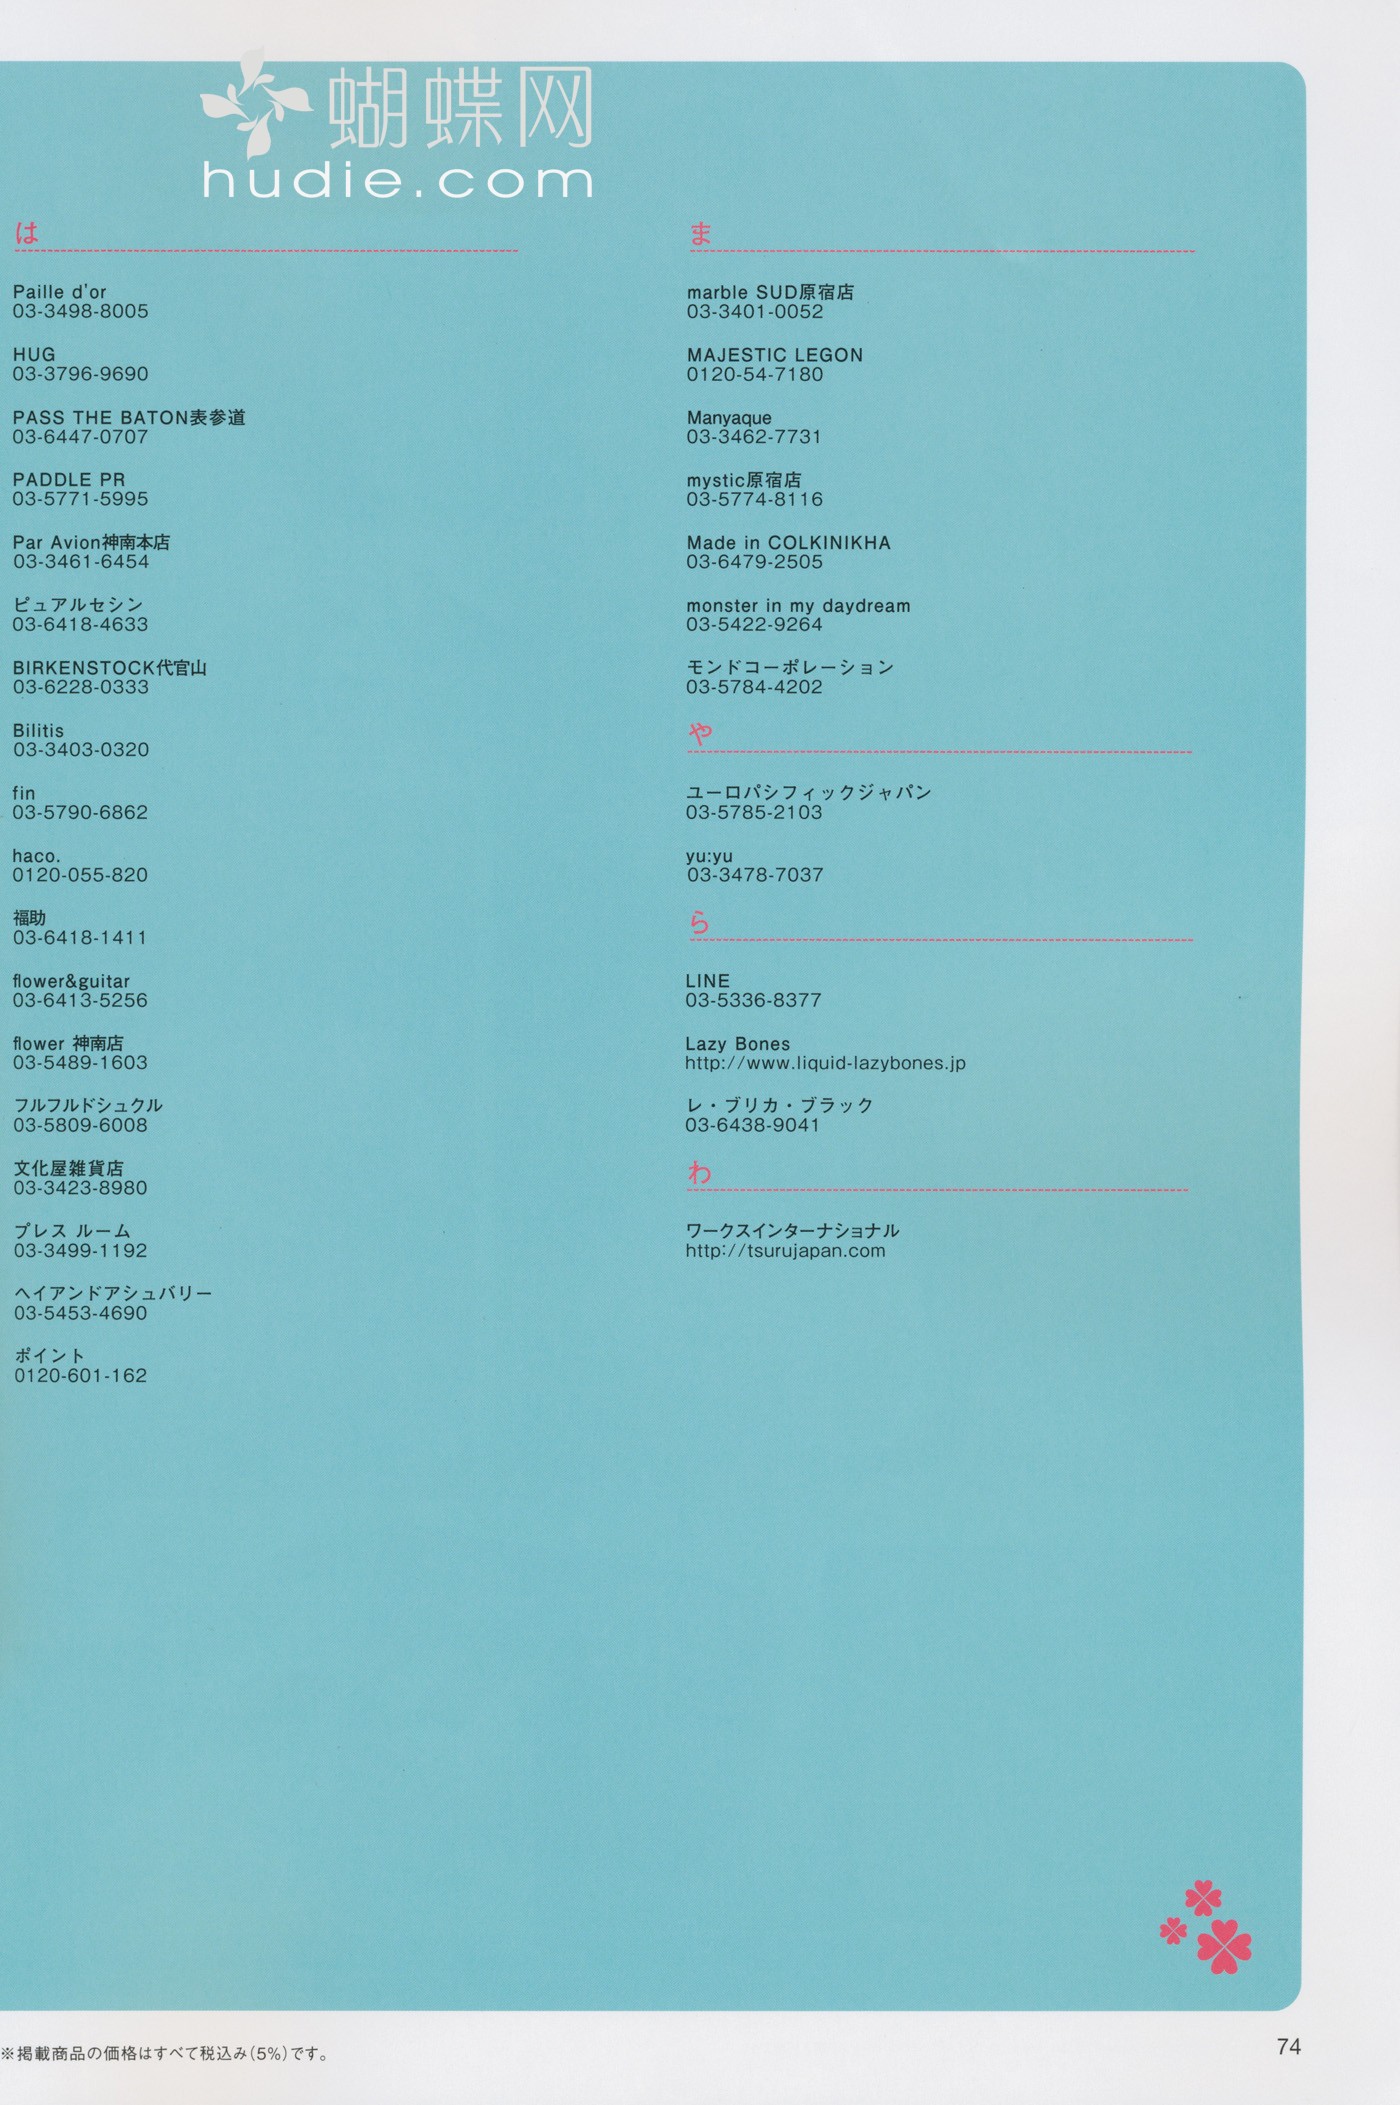 蝴蝶网
hudie.com
は
Paille d'or
03-3498-8005
HUG
03-3796-9690
PASS THE BATON表参道
03-6447-0707
PADDLE PR
03-5771-5995
Par Avion神南本店
03-3461-6454
ピュアルセシン
03-6418-4633
BIRKENSTOCK代官山
03-6228-0333
Bilitis
03-3403-0320
fin
03-5790-6862
haco.
0120-055-820
福助
03-6418-1411
flower&guitar
03-6413-5256
flower 神南店
03-5489-1603
フルフルドシュクル
03-5809-6008
文化屋雑貨店
03-3423-8980
プレス ルーム
03-3499-1192
ヘイアンドアシュバリー
03-5453-4690
ポイント
0120-601-162
ま
marble SUD原宿店
03-3401-0052
MAJESTIC LEGON
0120-54-7180
Manyaque
03-3462-7731
mystic原宿店
03-5774-8116
Made in COLKINIKHA
03-6479-2505
monster in my daydream
03-5422-9264
モンドコーポレーション
03-5784-4202
や
ユーロパシフィックジャパン
03-5785-2103
yu:yu
03-3478-7037
ら
LINE
03-5336-8377
Lazy Bones
http://www.liquid-lazybones.jp
レ・ブリカ・ブラック
03-6438-9041
わ
ワークスインターナショナル
http://tsurujapan.com
※掲載商品の価格はすべて税込み(5%)です。
74